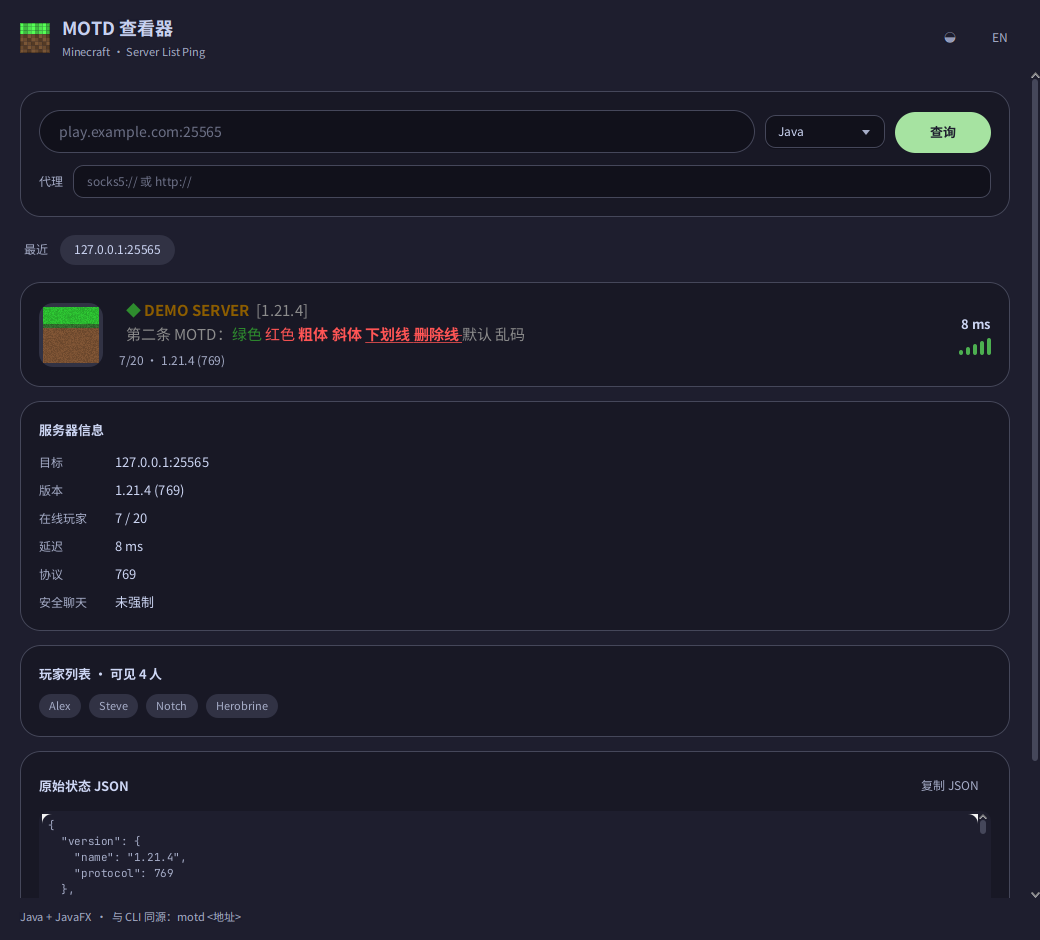 MOTD 查看器
Minecraft • Server List Ping
EN
play.example.com:25565
Java
查询
代理
socks5:// 或 http://
最近
127.0.0.1:25565
◆ DEMO SERVER [1.21.4]
第二条 MOTD：绿色 红色 粗体 斜体 下划线 删除线 默认 乱码
7/20 • 1.21.4 (769)
8 ms
服务器信息
目标 127.0.0.1:25565
版本 1.21.4 (769)
在线玩家 7 / 20
延迟 8 ms
协议 769
安全聊天 未强制
玩家列表 • 可见 4 人
Alex Steve Notch Herobrine
原始状态 JSON
复制 JSON
{
"version": {
"name": "1.21.4",
"protocol": 769
},
Java + JavaFX • 与 CLI 同源：motd <地址>